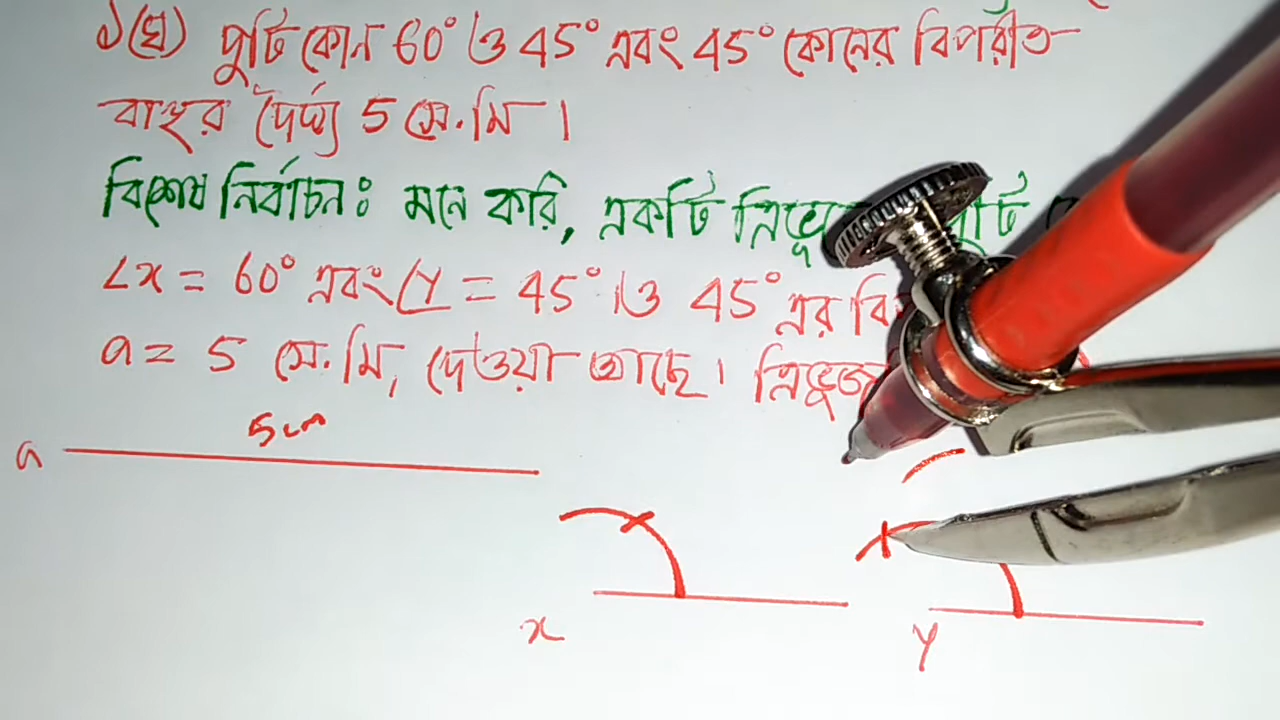 ১(ঘ) দুটি কোন 60° ও 45° এবং 45° কোনের বিপরীত
বাহুর দৈর্ঘ্য 5 সে.মি।
বিশেষ নির্বাচন: মনে করি, একটি দুটি
∠x = 60° এবং ∠y = 45° ও 45° এর
a = 5 সে.মি, দেওয়া আছে।
5cm
a
x
y